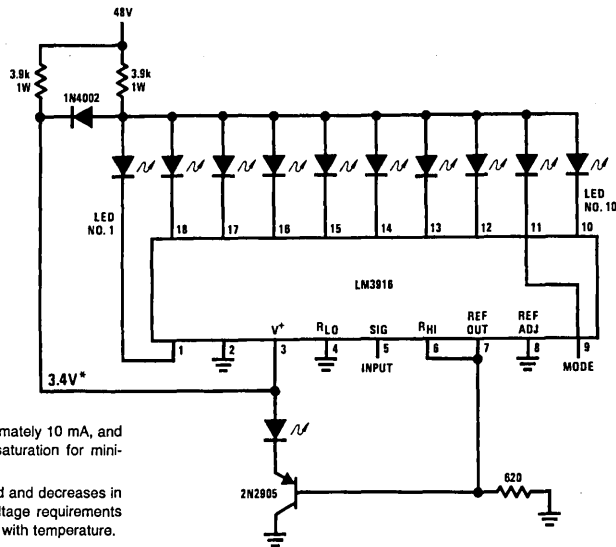 48V
3.9k
1W
3.9k
1W
1N4002
LED
NO. 1
LED
NO. 10
18
17
16
15
14
13
12
11
10
LM3916
V+
RLO
SIG
RHI
REF
OUT
REF
ADJ
1
2
3
4
5
6
7
8
9
INPUT
MODE
3.4V*
mately 10 mA, and
saturation for mini-
d and decreases in
ltage requirements
with temperature.
2N2905
620